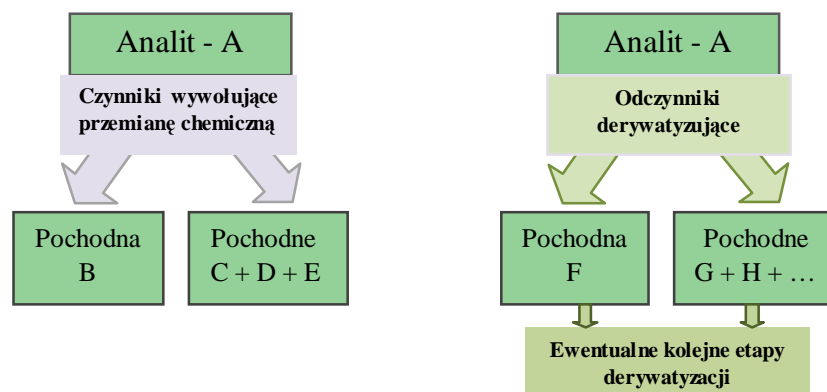 Analit - A
Czynniki wywołujące
przemianę chemiczną
Pochodna
B
Pochodne
C + D + E
Analit - A
Odczynniki
derywatyzujące
Pochodna
F
Pochodne
G + H + …
Ewentualne kolejne etapy
derywatyzacji